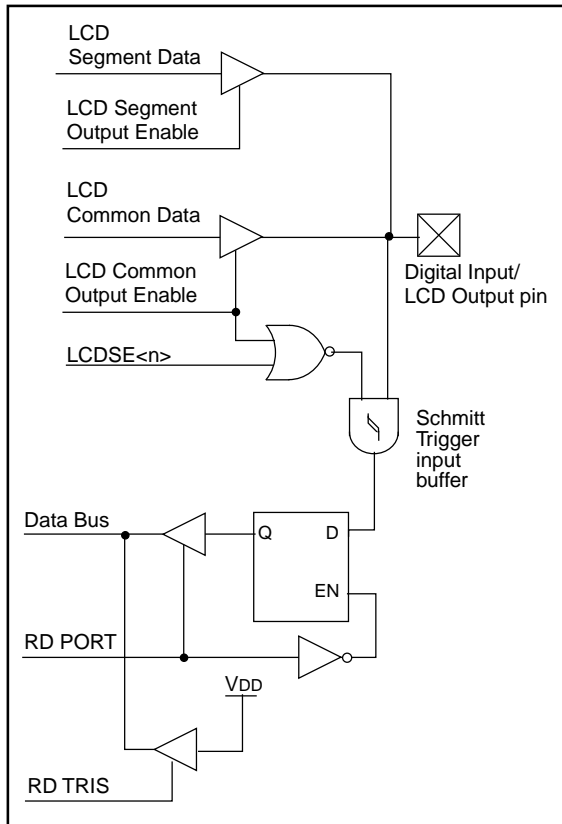 LCD
Segment Data
LCD Segment
Output Enable
LCD
Common Data
LCD Common
Output Enable
Digital Input/
LCD Output pin
LCDSE<n>
Schmitt
Trigger
input
buffer
Data Bus
Q
D
EN
RD PORT
VDD
RD TRIS